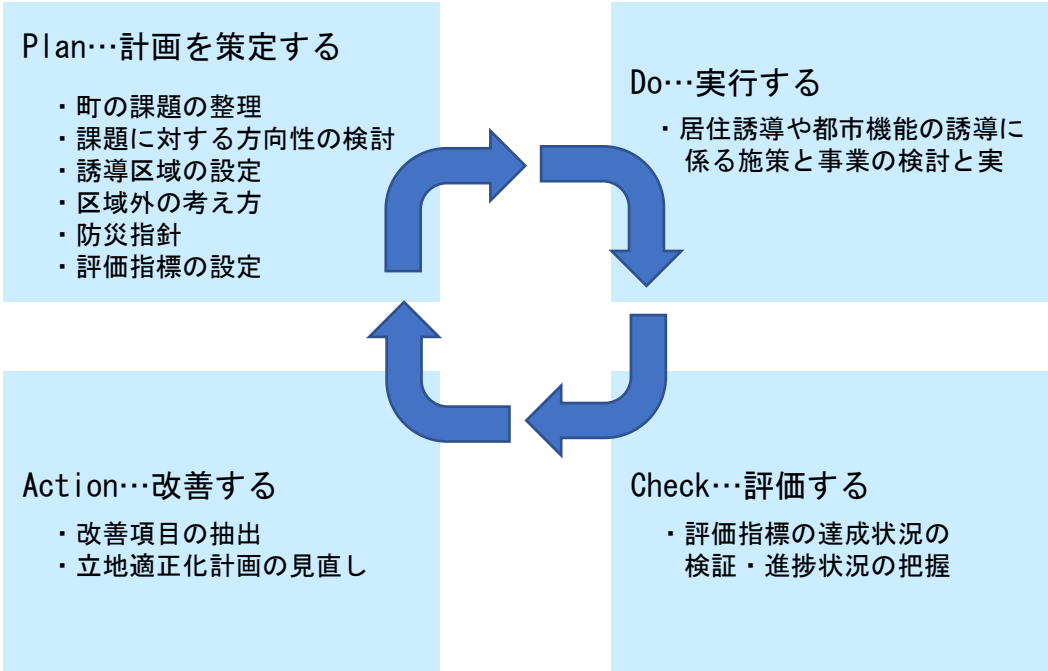 Plan…計画を策定する
・町の課題の整理
・課題に対する方向性の検討
・誘導区域の設定
・区域外の考え方
・防災指針
・評価指標の設定
Do…実行する
・居住誘導や都市機能の誘導に
係る施策と事業の検討と実
Action…改善する
・改善項目の抽出
・立地適正化計画の見直し
Check…評価する
・評価指標の達成状況の
検証・進捗状況の把握